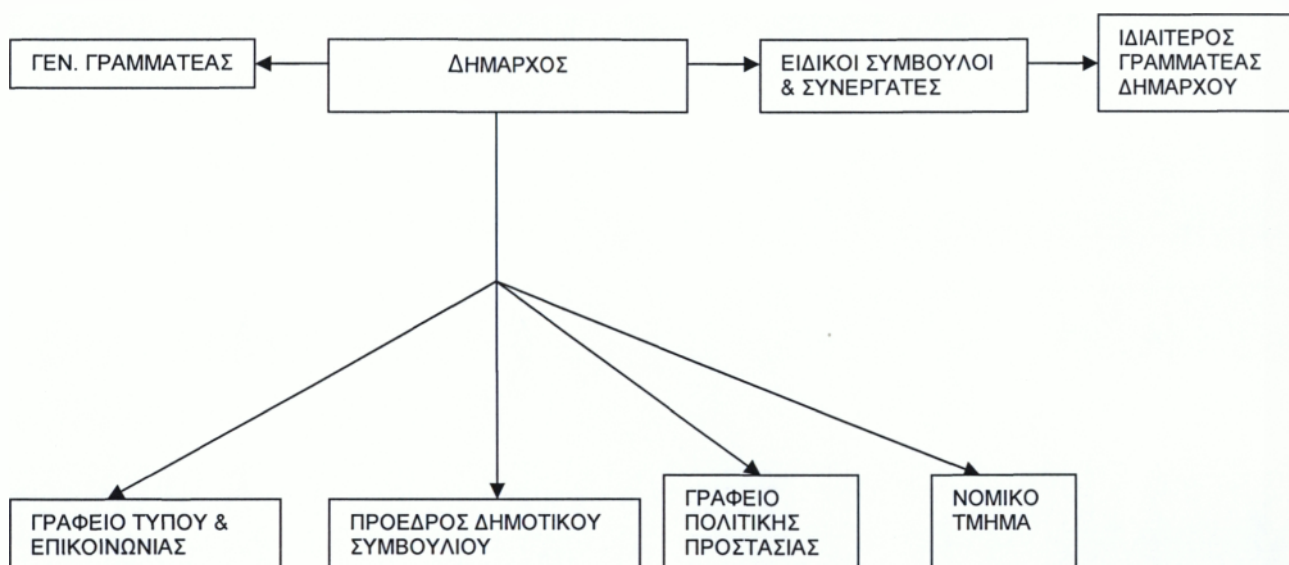 ΓΕΝ. ΓΡΑΜΜΑΤΕΑΣ
ΔΗΜΑΡΧΟΣ
ΕΙΔΙΚΟΙ ΣΥΜΒΟΥΛΟΙ
& ΣΥΝΕΡΓΑΤΕΣ
ΙΔΙΑΙΤΕΡΟΣ
ΓΡΑΜΜΑΤΕΑΣ
ΔΗΜΑΡΧΟΥ
ΓΡΑΦΕΙΟ ΤΥΠΟΥ &
ΕΠΙΚΟΙΝΩΝΙΑΣ
ΠΡΟΕΔΡΟΣ ΔΗΜΟΤΙΚΟΥ
ΣΥΜΒΟΥΛΙΟΥ
ΓΡΑΦΕΙΟ
ΠΟΛΙΤΙΚΗΣ
ΠΡΟΣΤΑΣΙΑΣ
ΝΟΜΙΚΟ
ΤΜΗΜΑ